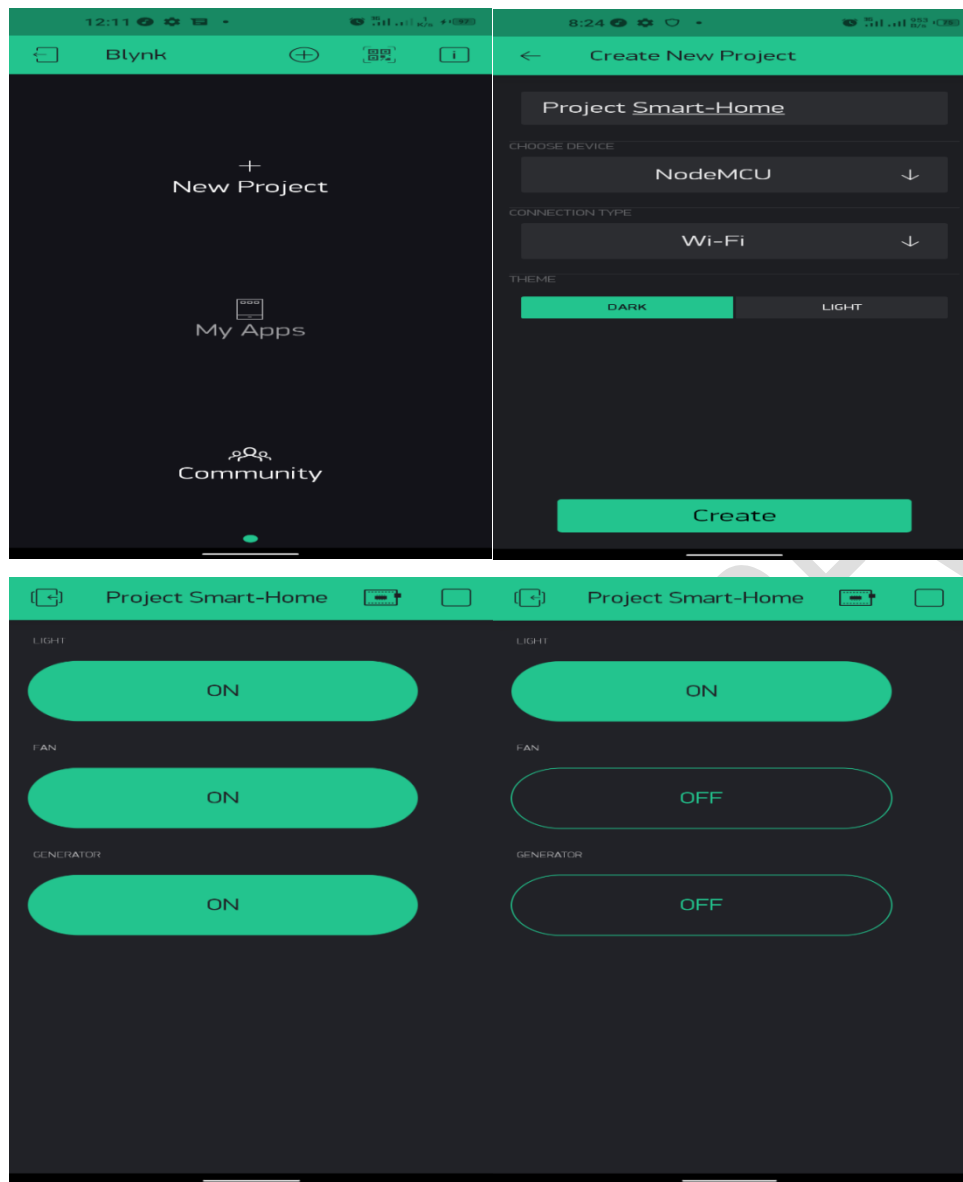 12:11
Blynk
New Project
My Apps
Community
8:24
Create New Project
Project Smart-Home
CHOOSE DEVICE
NodeMCU
CONNECTION TYPE
Wi-Fi
THEME
DARK LIGHT
Create
Project Smart-Home
LIGHT
ON
FAN
ON
GENERATOR
ON
Project Smart-Home
LIGHT
ON
FAN
OFF
GENERATOR
OFF